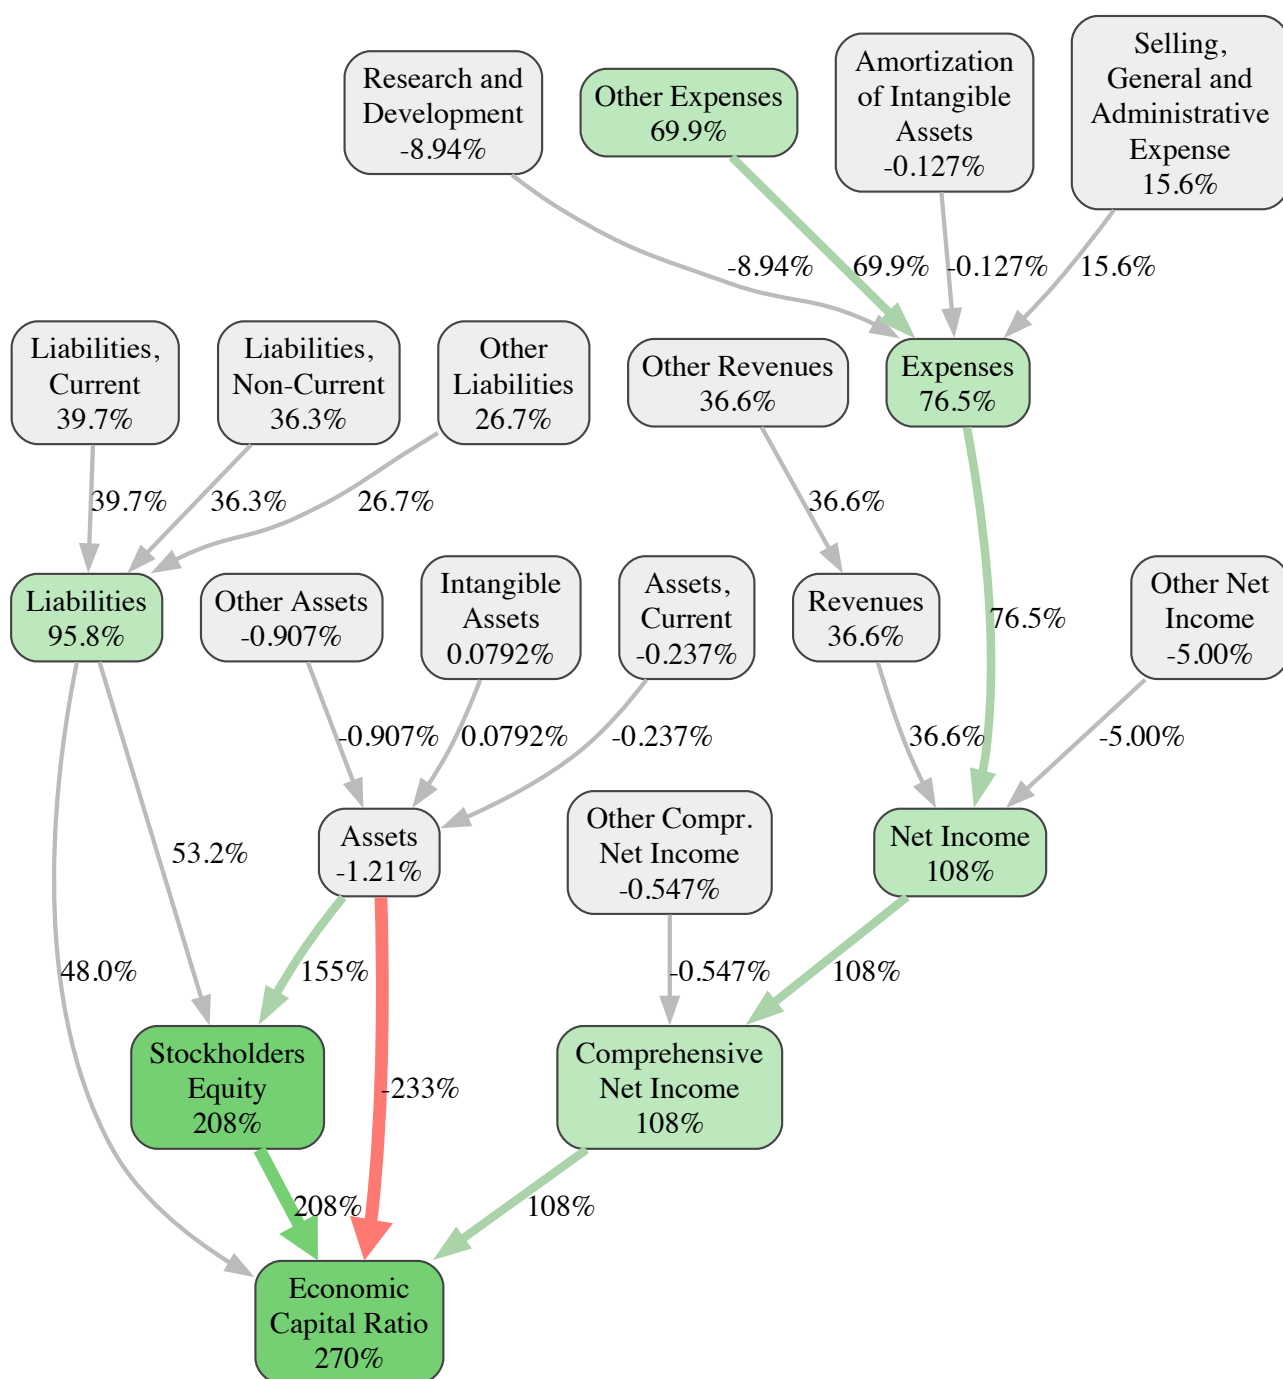 Research and
Development
-8.94%
Other Expenses
69.9%
Amortization
of Intangible
Assets
-0.127%
Selling,
General and
Administrative
Expense
15.6%
-8.94%
69.9%
-0.127%
15.6%
Liabilities,
Current
39.7%
Liabilities,
Non-Current
36.3%
Other
Liabilities
26.7%
Other Revenues
36.6%
Expenses
76.5%
39.7%
36.3%
26.7%
36.6%
Liabilities
95.8%
Other Assets
-0.907%
Intangible
Assets
0.0792%
Assets,
Current
-0.237%
Revenues
36.6%
76.5%
Other Net
Income
-5.00%
-0.907%
0.0792%
-0.237%
36.6%
-5.00%
53.2%
Assets
-1.21%
Other Compr.
Net Income
-0.547%
Net Income
108%
48.0%
155%
-0.547%
108%
Stockholders
Equity
208%
-233%
Comprehensive
Net Income
108%
208%
108%
Economic
Capital Ratio
270%